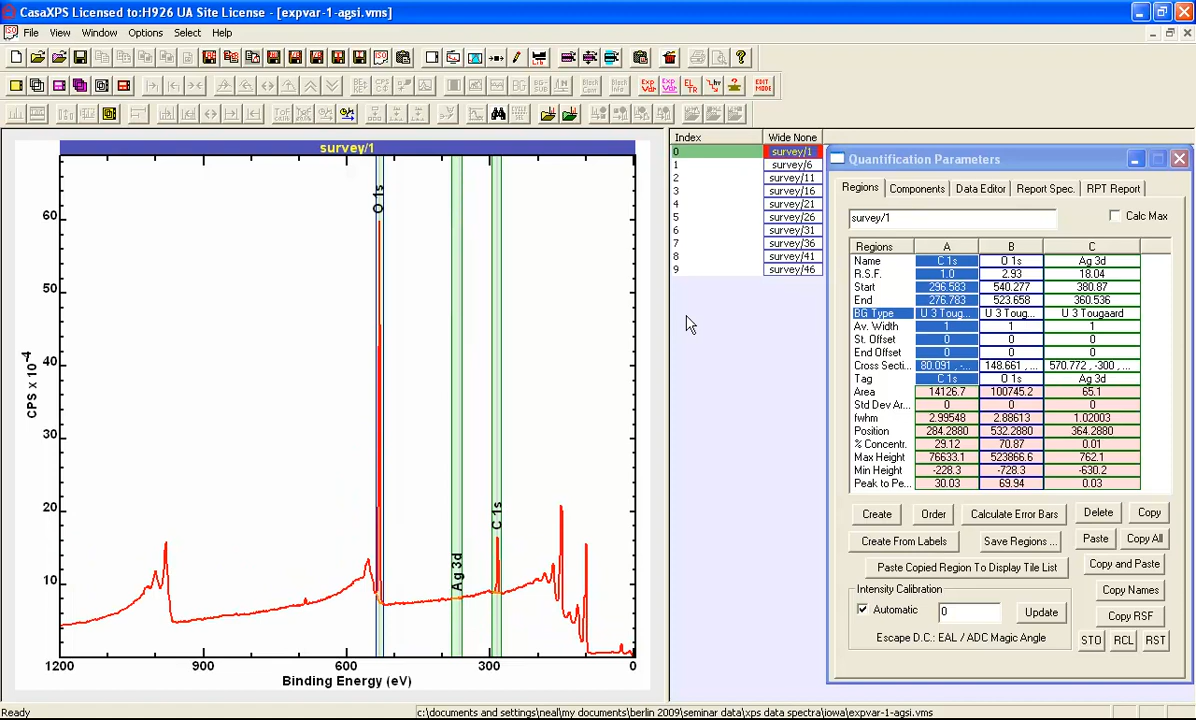 CasaXPS Licensed to:H926 UA Site License - [expvar-1-agsi.vms]
File View Window Options Select Help
survey/1
CPS x 10⁻⁴
60
50
40
30
20
10
O 1s
Ag 3d
C 1s
1200 900 600 300 0
Binding Energy (eV)
Index Wide None
0 survey/1
1 survey/6
2 survey/11
3 survey/16
4 survey/21
5 survey/26
6 survey/31
7 survey/36
8 survey/41
9 survey/46
Quantification Parameters
Regions Components Data Editor Report Spec. RPT Report
survey/1 Calc Max
Regions A B C
Name C 1s O 1s Ag 3d
R.S.F. 1.0 2.93 18.04
Start 296.583 540.277 380.87
End 276.783 523.658 360.536
BG Type U 3 Toug... U 3 Toug... U 3 Tougaard
Av. Width 1 1 1
St. Offset 0 0 0
End Offset 0 0 0
Cross Secti... 80.091 , -... 148.661 , ... 570.772 , -300 , ...
Tag C 1s O 1s Ag 3d
Area 14126.7 100745.2 65.1
Std Dev Ar... 0 0 0
fwhm 2.99548 2.88613 1.02003
Position 284.2880 532.2880 364.2880
% Concentr. 29.12 70.87 0.01
Max Height 76633.1 523866.6 762.1
Min Height -228.3 -728.3 -630.2
Peak to Pe... 30.03 69.94 0.03
Create Order Calculate Error Bars Delete Copy
Create From Labels Save Regions ... Paste Copy All
Paste Copied Region To Display Tile List Copy and Paste
Intensity Calibration Copy Names
Automatic 0 Update Copy RSF
Escape D.C.: EAL / ADC Magic Angle STO RCL RST
c:\documents and settings\neal\my documents\berlin 2009\seminar data\xps data spectra\iowa\expvar-1-agsi.vms